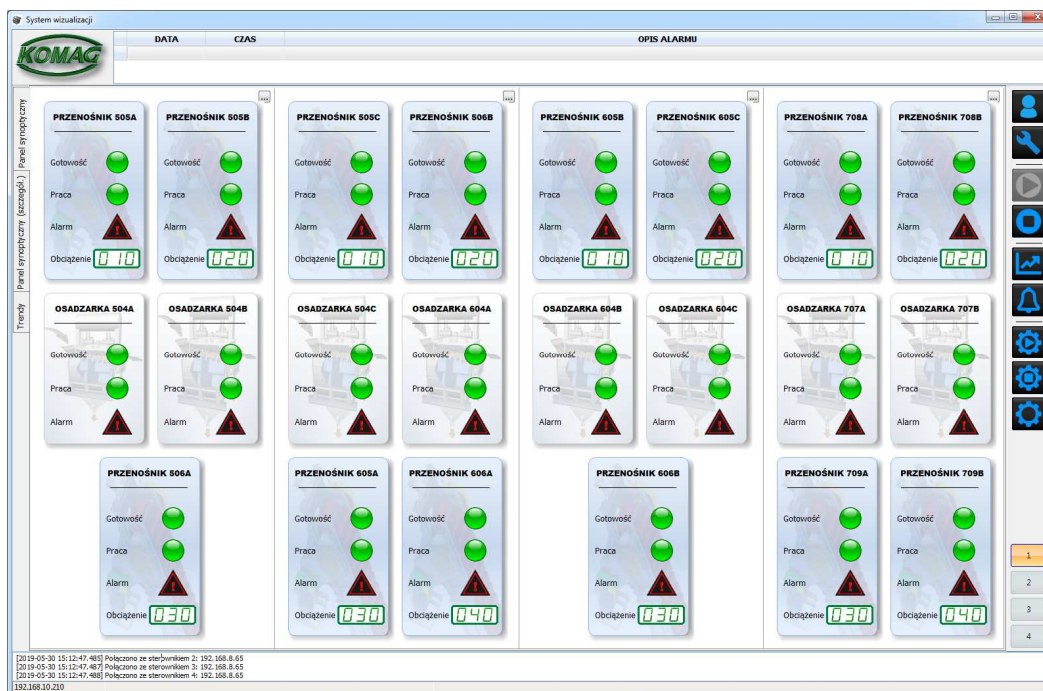 System wizualizacji
KOMAG
DATA CZAS OPIS ALARMU
Panel synoptyczny
Panel synoptyczny (szczegół.)
Trendy
PRZENOŚNIK 505A
Gotowość
Praca
Alarm
Obciążenie 010
PRZENOŚNIK 505B
Gotowość
Praca
Alarm
Obciążenie 020
PRZENOŚNIK 505C
Gotowość
Praca
Alarm
Obciążenie 010
PRZENOŚNIK 506B
Gotowość
Praca
Alarm
Obciążenie 020
PRZENOŚNIK 605B
Gotowość
Praca
Alarm
Obciążenie 010
PRZENOŚNIK 605C
Gotowość
Praca
Alarm
Obciążenie 020
PRZENOŚNIK 708A
Gotowość
Praca
Alarm
Obciążenie 010
PRZENOŚNIK 708B
Gotowość
Praca
Alarm
Obciążenie 020
OSADZARKA 504A
Gotowość
Praca
Alarm
OSADZARKA 504B
Gotowość
Praca
Alarm
OSADZARKA 504C
Gotowość
Praca
Alarm
OSADZARKA 604A
Gotowość
Praca
Alarm
OSADZARKA 604B
Gotowość
Praca
Alarm
OSADZARKA 604C
Gotowość
Praca
Alarm
OSADZARKA 707A
Gotowość
Praca
Alarm
OSADZARKA 707B
Gotowość
Praca
Alarm
PRZENOŚNIK 506A
Gotowość
Praca
Alarm
Obciążenie 030
PRZENOŚNIK 605A
Gotowość
Praca
Alarm
Obciążenie 030
PRZENOŚNIK 606A
Gotowość
Praca
Alarm
Obciążenie 040
PRZENOŚNIK 606B
Gotowość
Praca
Alarm
Obciążenie 030
PRZENOŚNIK 709A
Gotowość
Praca
Alarm
Obciążenie 030
PRZENOŚNIK 709B
Gotowość
Praca
Alarm
Obciążenie 040
1
2
3
4
[2019-05-30 15:12:47.485] Połączono ze sterownikiem 2: 192.168.8.65
[2019-05-30 15:12:47.487] Połączono ze sterownikiem 3: 192.168.8.65
[2019-05-30 15:12:47.488] Połączono ze sterownikiem 4: 192.168.8.65
192.168.10.210